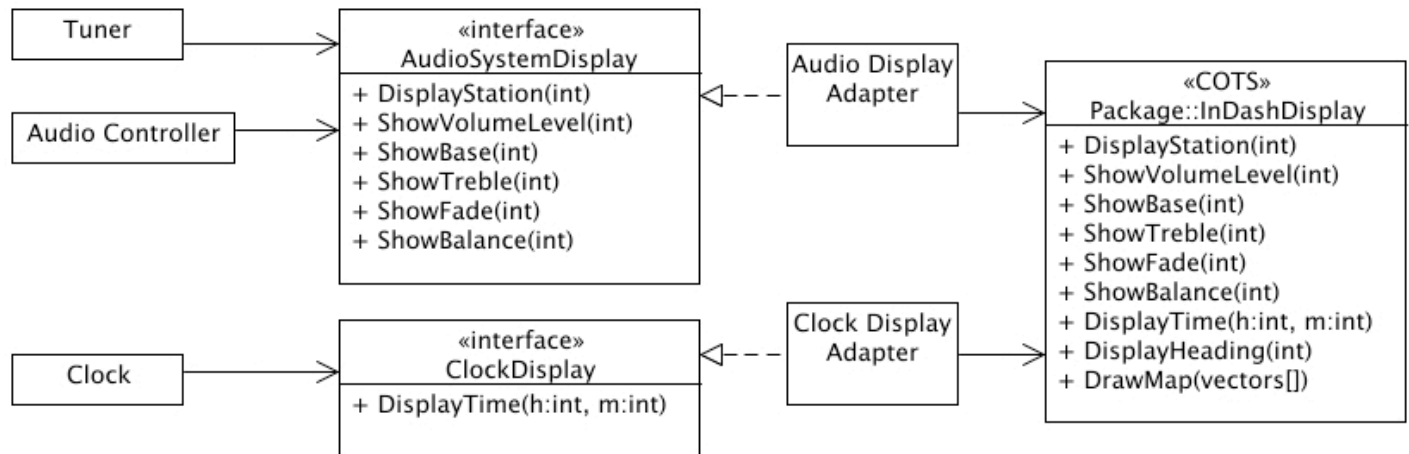 Tuner
Audio Controller
Clock
«interface»
AudioSystemDisplay
+ DisplayStation(int)
+ ShowVolumeLevel(int)
+ ShowBase(int)
+ ShowTreble(int)
+ ShowFade(int)
+ ShowBalance(int)
«interface»
ClockDisplay
+ DisplayTime(h:int, m:int)
Audio Display
Adapter
Clock Display
Adapter
«COTS»
Package::InDashDisplay
+ DisplayStation(int)
+ ShowVolumeLevel(int)
+ ShowBase(int)
+ ShowTreble(int)
+ ShowFade(int)
+ ShowBalance(int)
+ DisplayTime(h:int, m:int)
+ DisplayHeading(int)
+ DrawMap(vectors[])